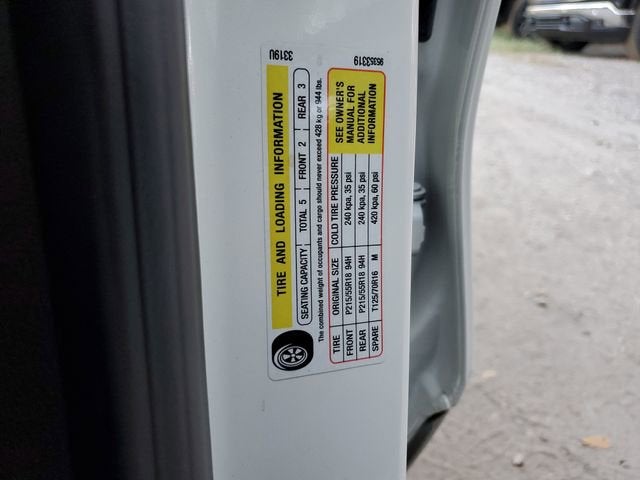 3319U 95353319
TIRE AND LOADING INFORMATION
SEATING CAPACITY TOTAL 5 FRONT 2 REAR 3
The combined weight of occupants and cargo should never exceed 428 kg or 944 lbs.
TIRE ORIGINAL SIZE COLD TIRE PRESSURE
FRONT P215/55R18 94H 240 kpa, 35 psi
REAR P215/55R18 94H 240 kpa, 35 psi
SPARE T125/70R16 M 420 kpa, 60 psi
SEE OWNER'S
MANUAL FOR
ADDITIONAL
INFORMATION